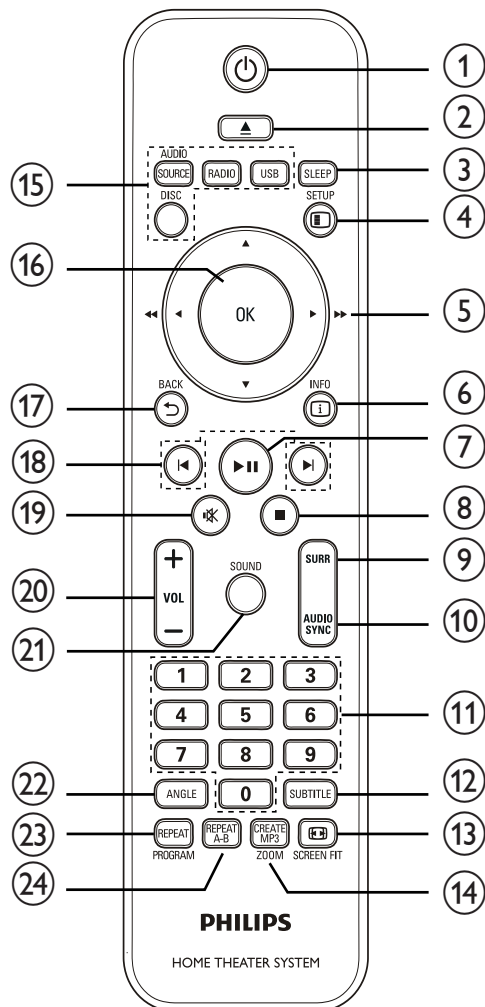 1
2
AUDIO
SOURCE RADIO USB SLEEP
3
15
DISC SETUP
4
16
OK
5
BACK INFO
6
17
7
18
19
8
SURR
9
SOUND
20
VOL
AUDIO
SYNC
10
21
1 2 3
4 5 6
11
7 8 9
22
ANGLE 0 SUBTITLE
12
23
REPEAT REPEAT
A-B CREATE
MP3
13
PROGRAM ZOOM SCREEN FIT
24
14
PHILIPS
HOME THEATER SYSTEM